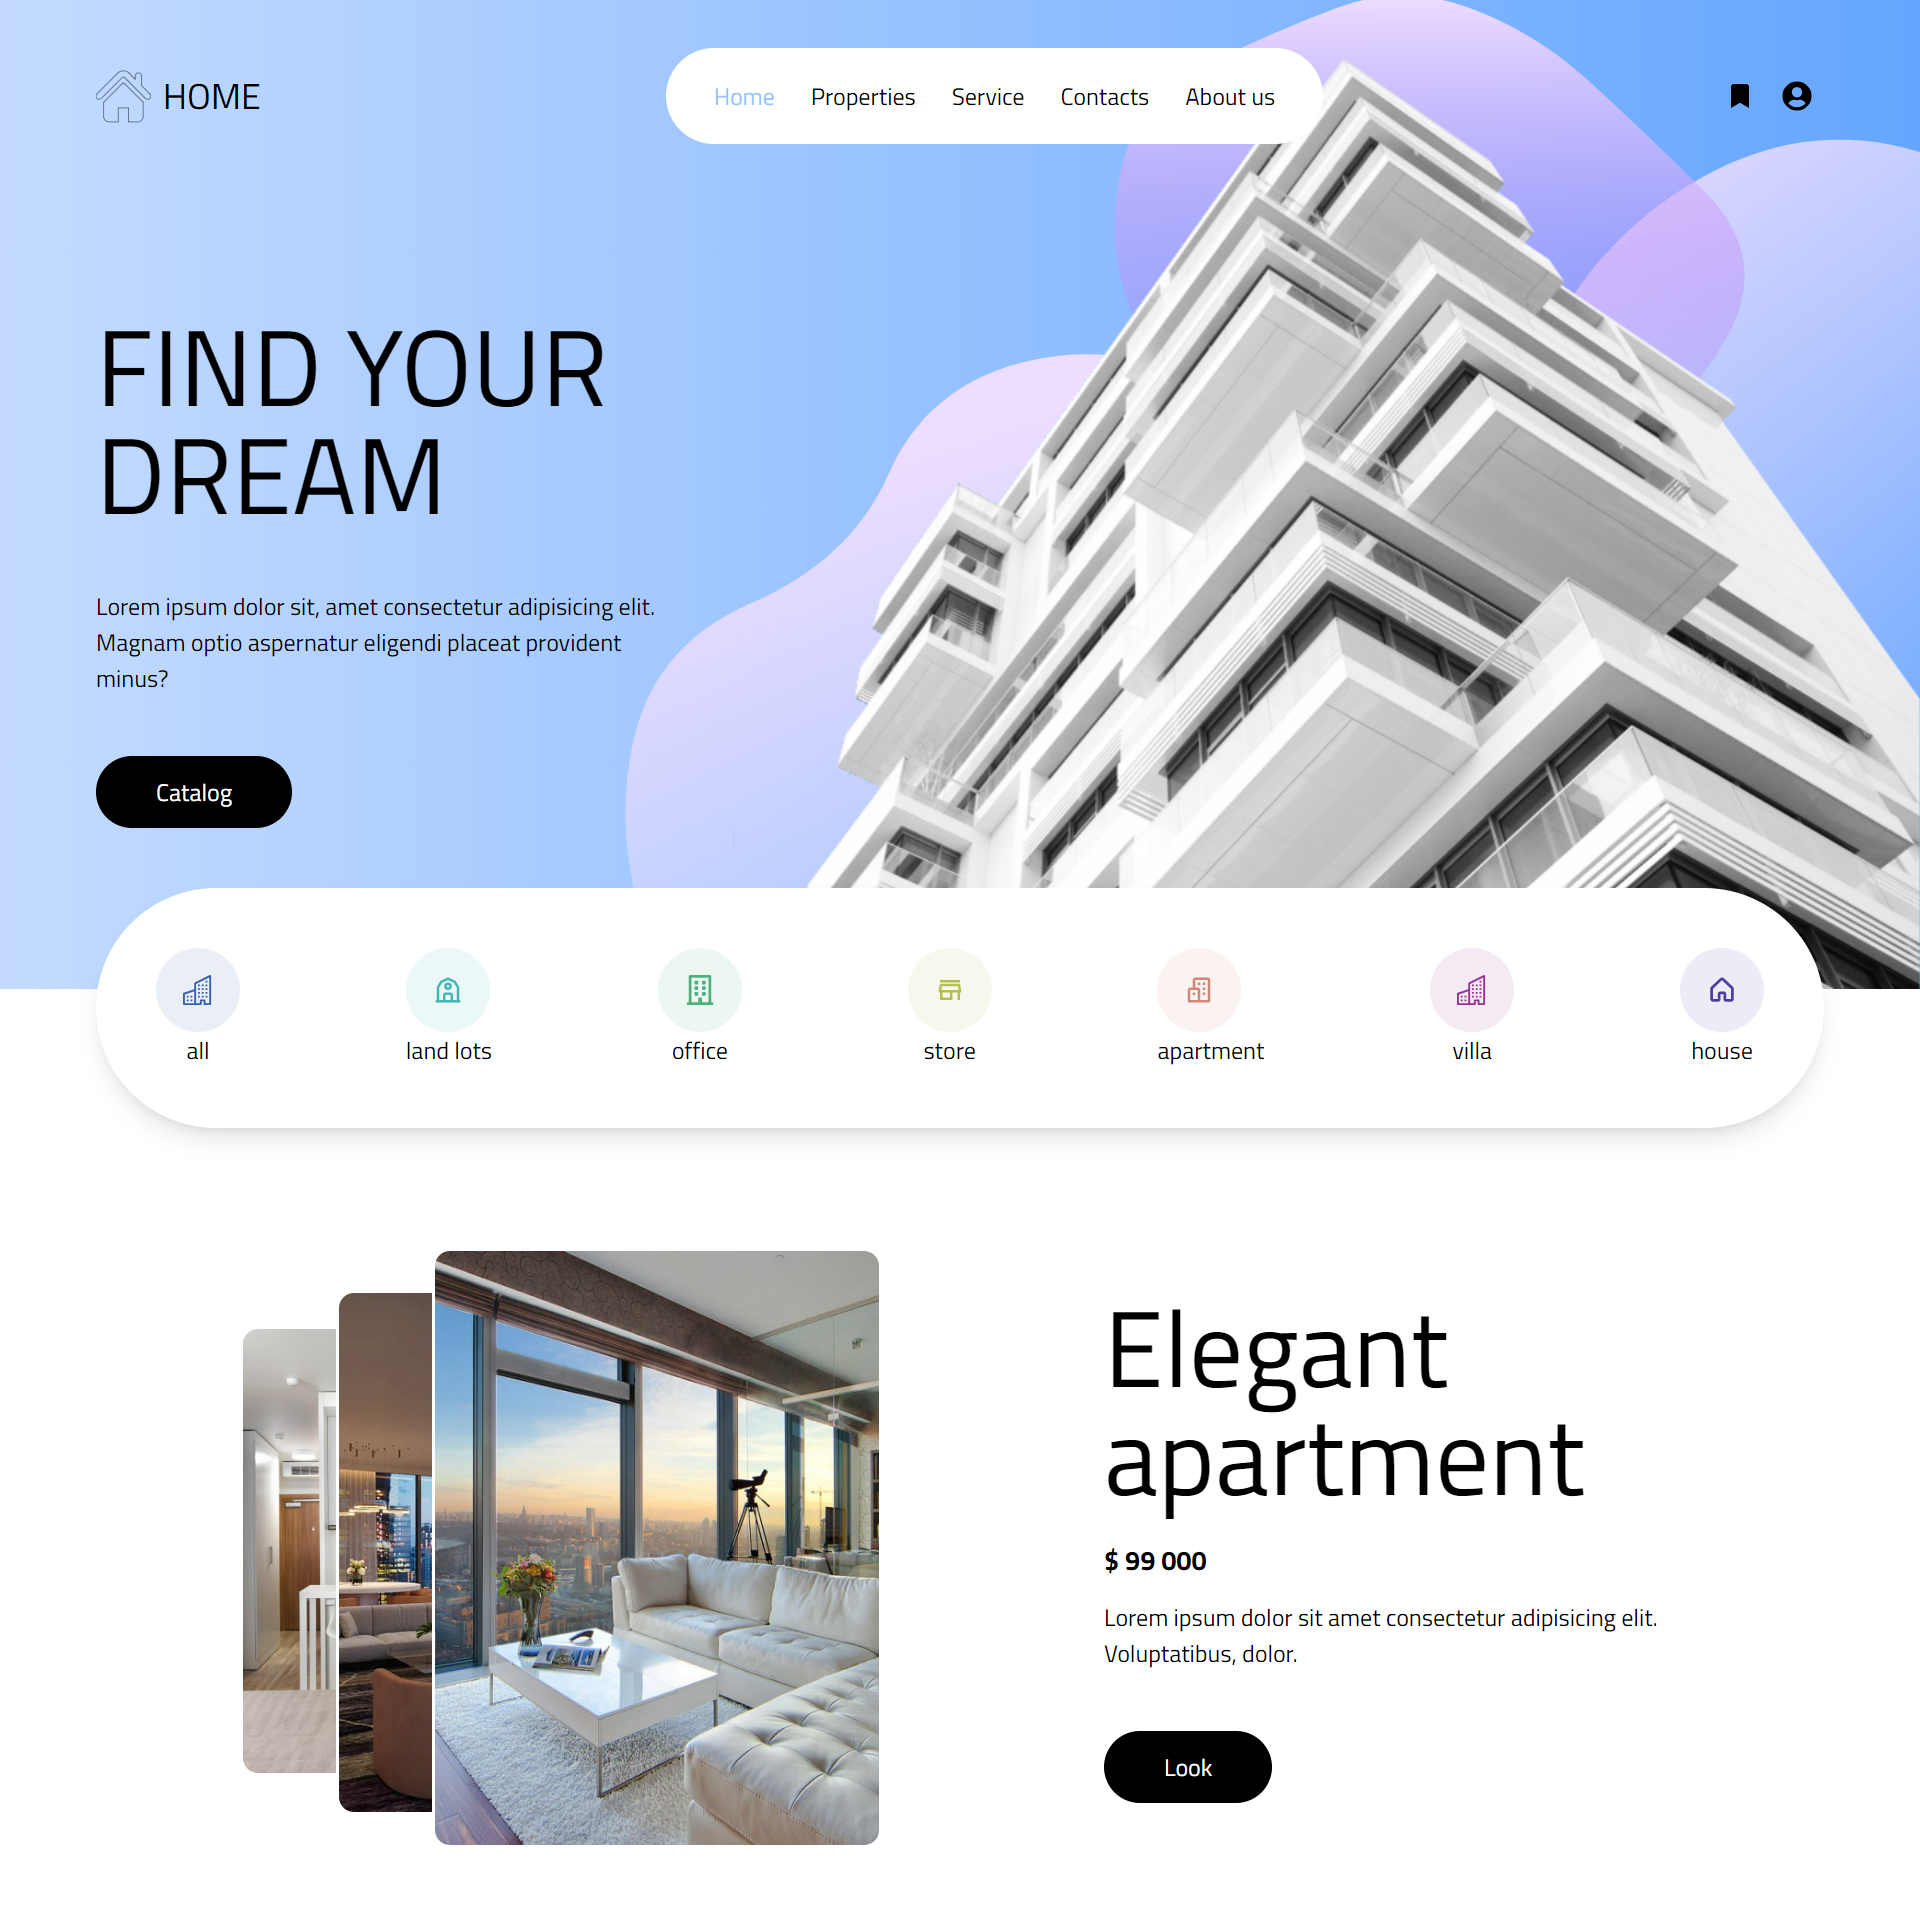 HOME
Home Properties Service Contacts About us
FIND YOUR
DREAM
Lorem ipsum dolor sit, amet consectetur adipisicing elit.
Magnam optio aspernatur eligendi placeat provident
minus?
Catalog
all land lots office store apartment villa house
Elegant
apartment
$ 99 000
Lorem ipsum dolor sit amet consectetur adipisicing elit.
Voluptatibus, dolor.
Look